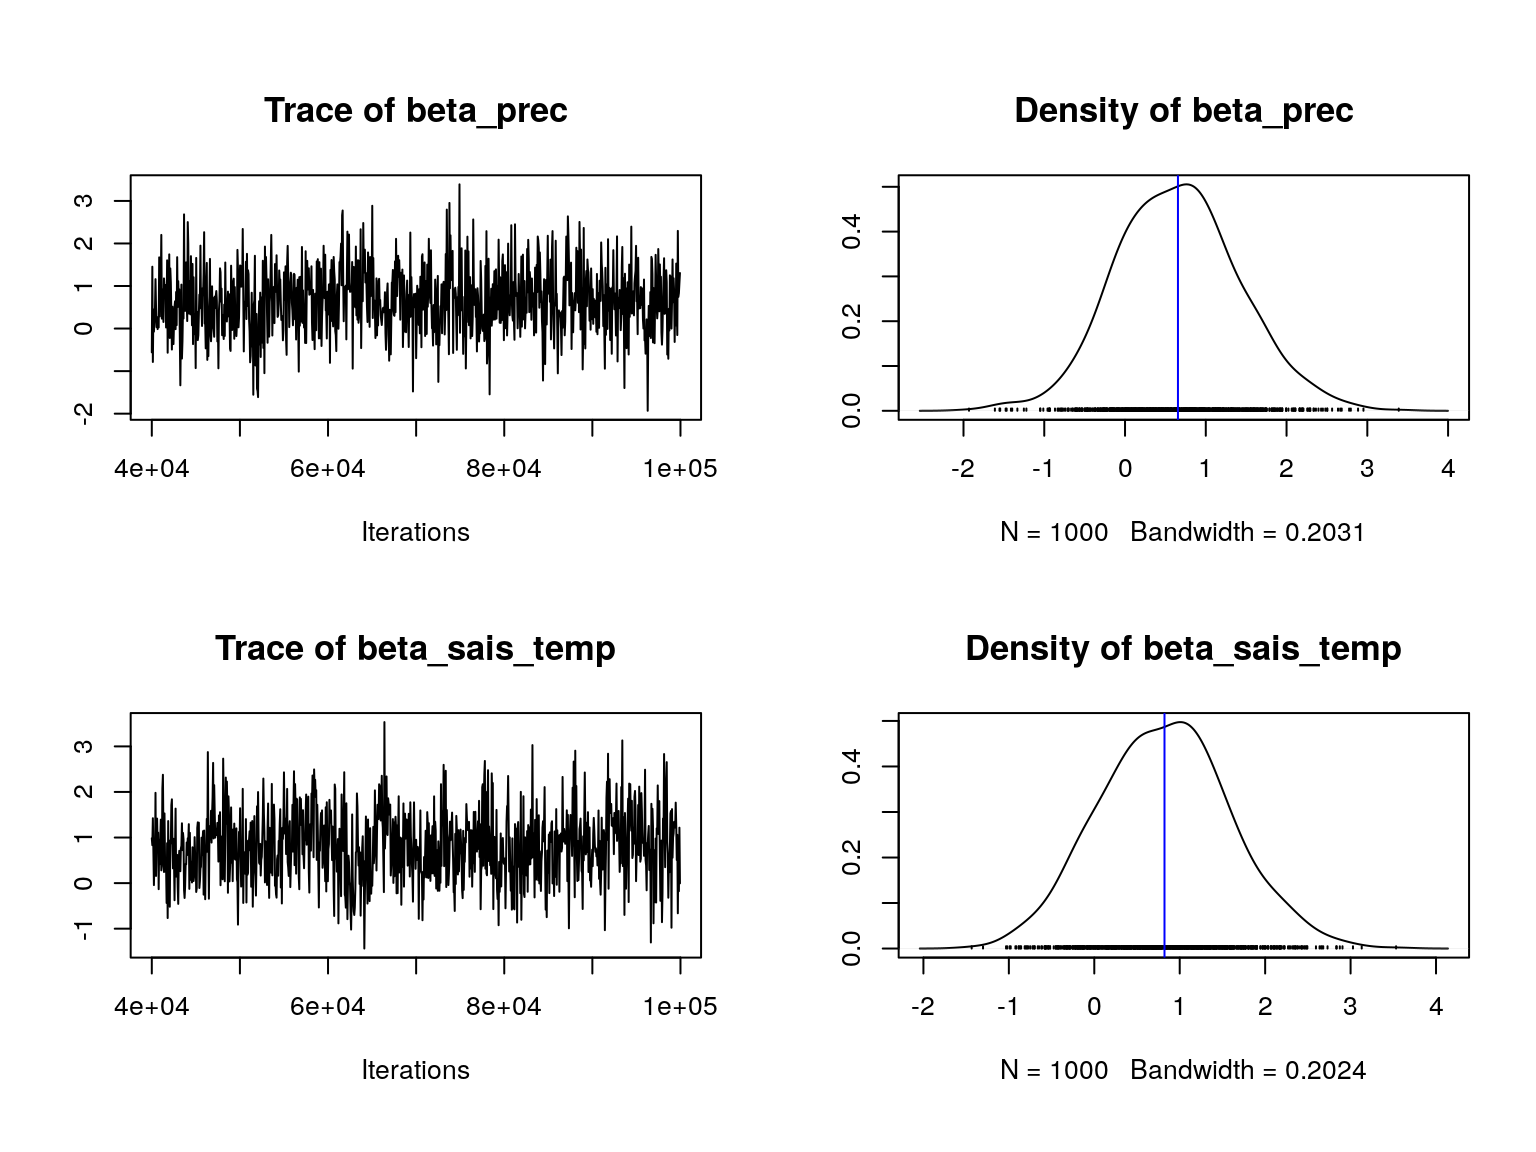 Trace of beta_prec
3
2
1
0
-2
4e+04 6e+04 8e+04 1e+05
Iterations
Density of beta_prec
0.4
0.2
0.0
-2 -1 0 1 2 3 4
N = 1000 Bandwidth = 0.2031
Trace of beta_sais_temp
3
2
1
0
-1
4e+04 6e+04 8e+04 1e+05
Iterations
Density of beta_sais_temp
0.4
0.2
0.0
-2 -1 0 1 2 3 4
N = 1000 Bandwidth = 0.2024